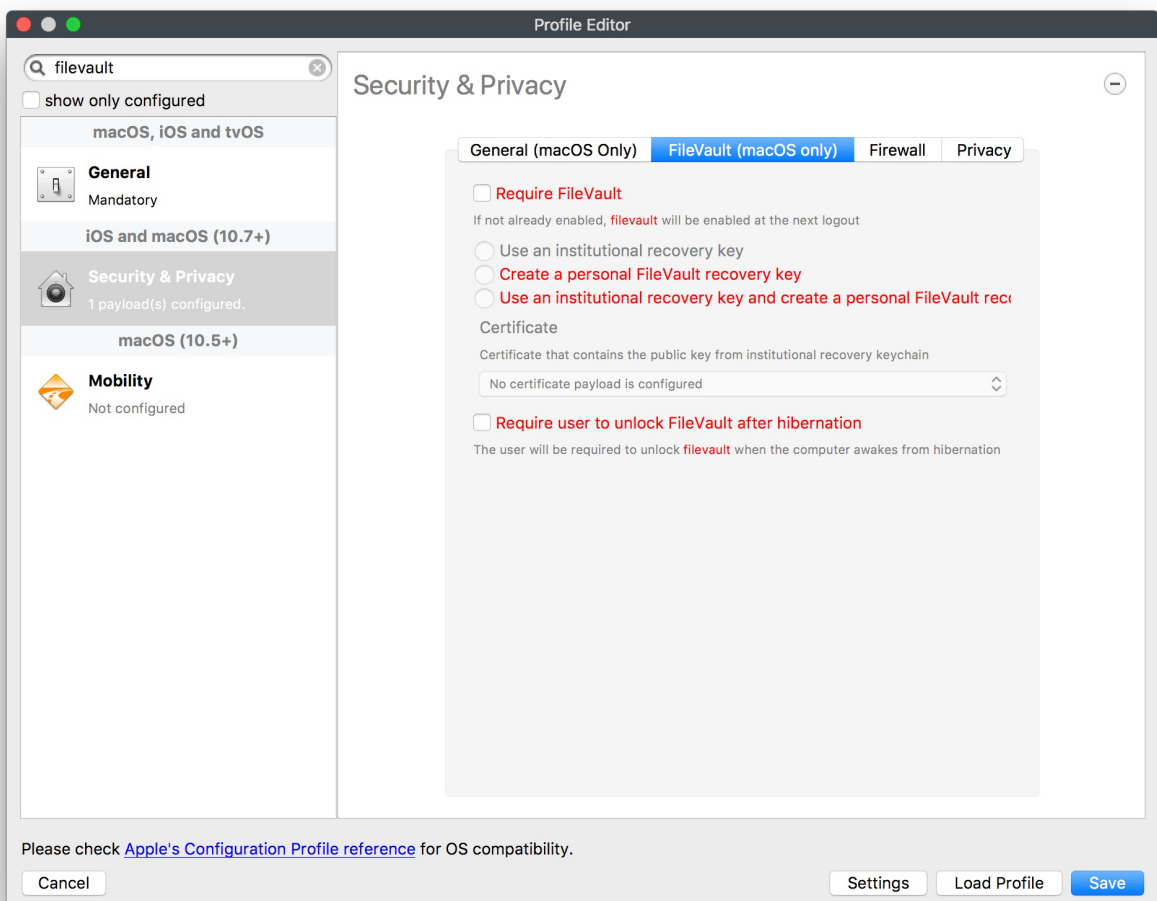 Profile Editor
filevault
show only configured
macOS, iOS and tvOS
General
Mandatory
iOS and macOS (10.7+)
Security & Privacy
1 payload(s) configured.
macOS (10.5+)
Mobility
Not configured
Security & Privacy
General (macOS Only) FileVault (macOS only) Firewall Privacy
Require FileVault
If not already enabled, filevault will be enabled at the next logout
Use an institutional recovery key
Create a personal FileVault recovery key
Use an institutional recovery key and create a personal FileVault reco
Certificate
Certificate that contains the public key from institutional recovery keychain
No certificate payload is configured
Require user to unlock FileVault after hibernation
The user will be required to unlock filevault when the computer awakes from hibernation
Please check Apple's Configuration Profile reference for OS compatibility.
Cancel Settings Load Profile Save